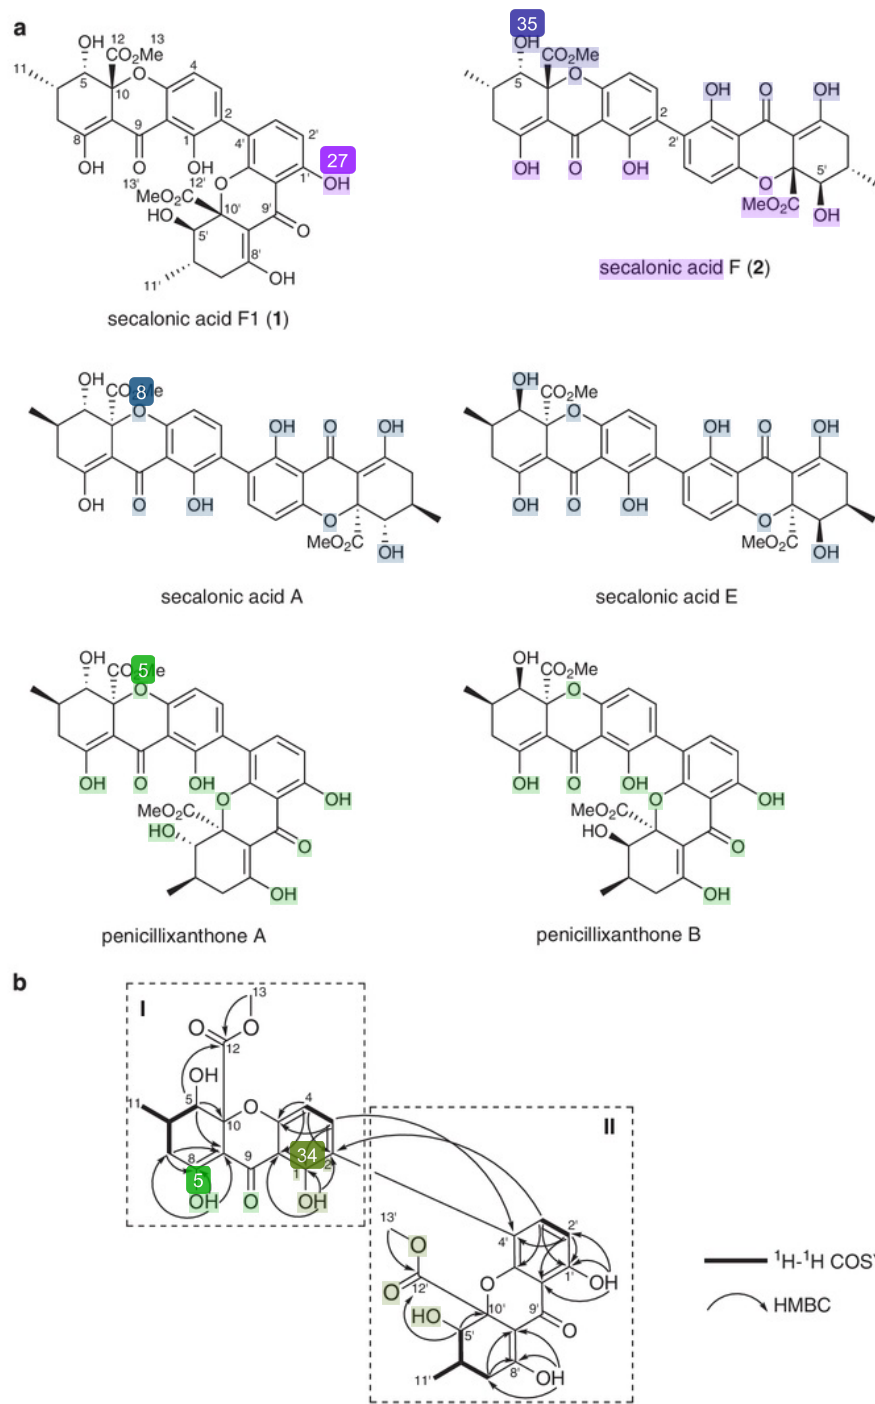 a
12 13
OH CO₂Me
11 O 4
5
10
2
9
8 1 4' 2'
27
OH O OH 1' OH
13' 12' O
MeO₂C 9'
HO 10' O
5'
8'
11' OH
secalonic acid F1 (1)
35
OH CO₂Me
O OH O OH
5
2
2' 5'
OH O OH O
MeO₂C OH
secalonic acid F (2)
OH
8
O OH O OH
OH O OH O
MeO₂C OH
secalonic acid A
OH CO₂Me
O OH O OH
OH O OH O
MeO₂C OH
secalonic acid E
OH
5
O
OH O OH O OH
MeO₂C
HO O
OH
penicillixanthone A
OH CO₂Me
O
OH O OH O OH
MeO₂C
HO O
OH
penicillixanthone B
b
I
13
O O
12
OH
11 5 O 4
10
9 34
8 1 2
5
OH O OH
II
13'
O 4' 2'
O 12' O 1' OH
10' 9'
HO O
5'
8'
11' OH
¹H-¹H COSY
HMBC